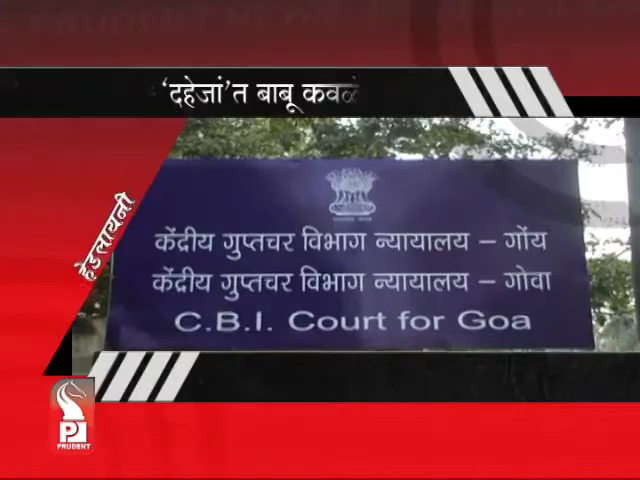 ‘दहेजां’त बाबू कवळे
हेडलायनी
केंद्रीय गुप्तचर विभाग न्यायालय – गोंय
केंद्रीय गुप्तचर विभाग न्यायालय – गोवा
C.B.I. Court for Goa
PRUDENT